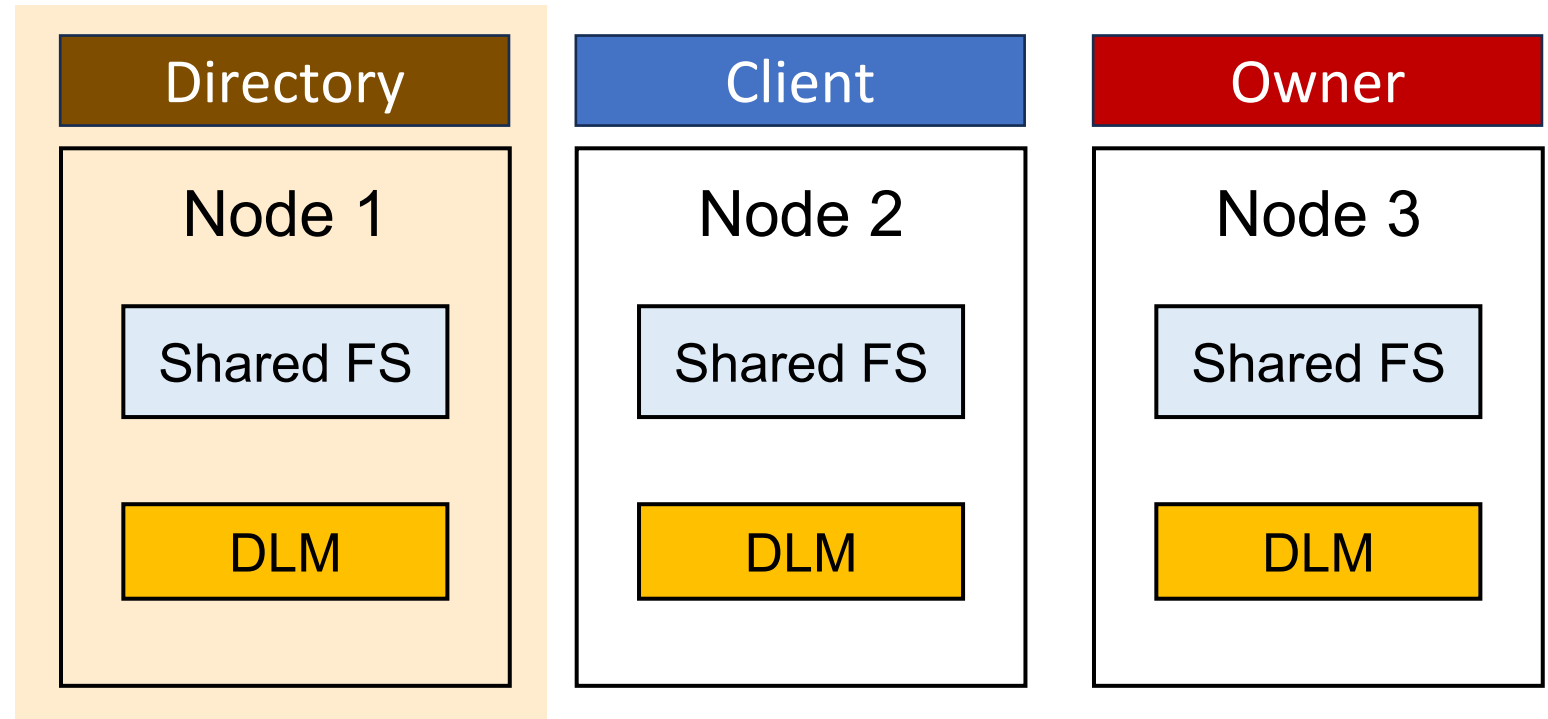 Directory
Client
Owner
Node 1
Node 2
Node 3
Shared FS
Shared FS
Shared FS
DLM
DLM
DLM